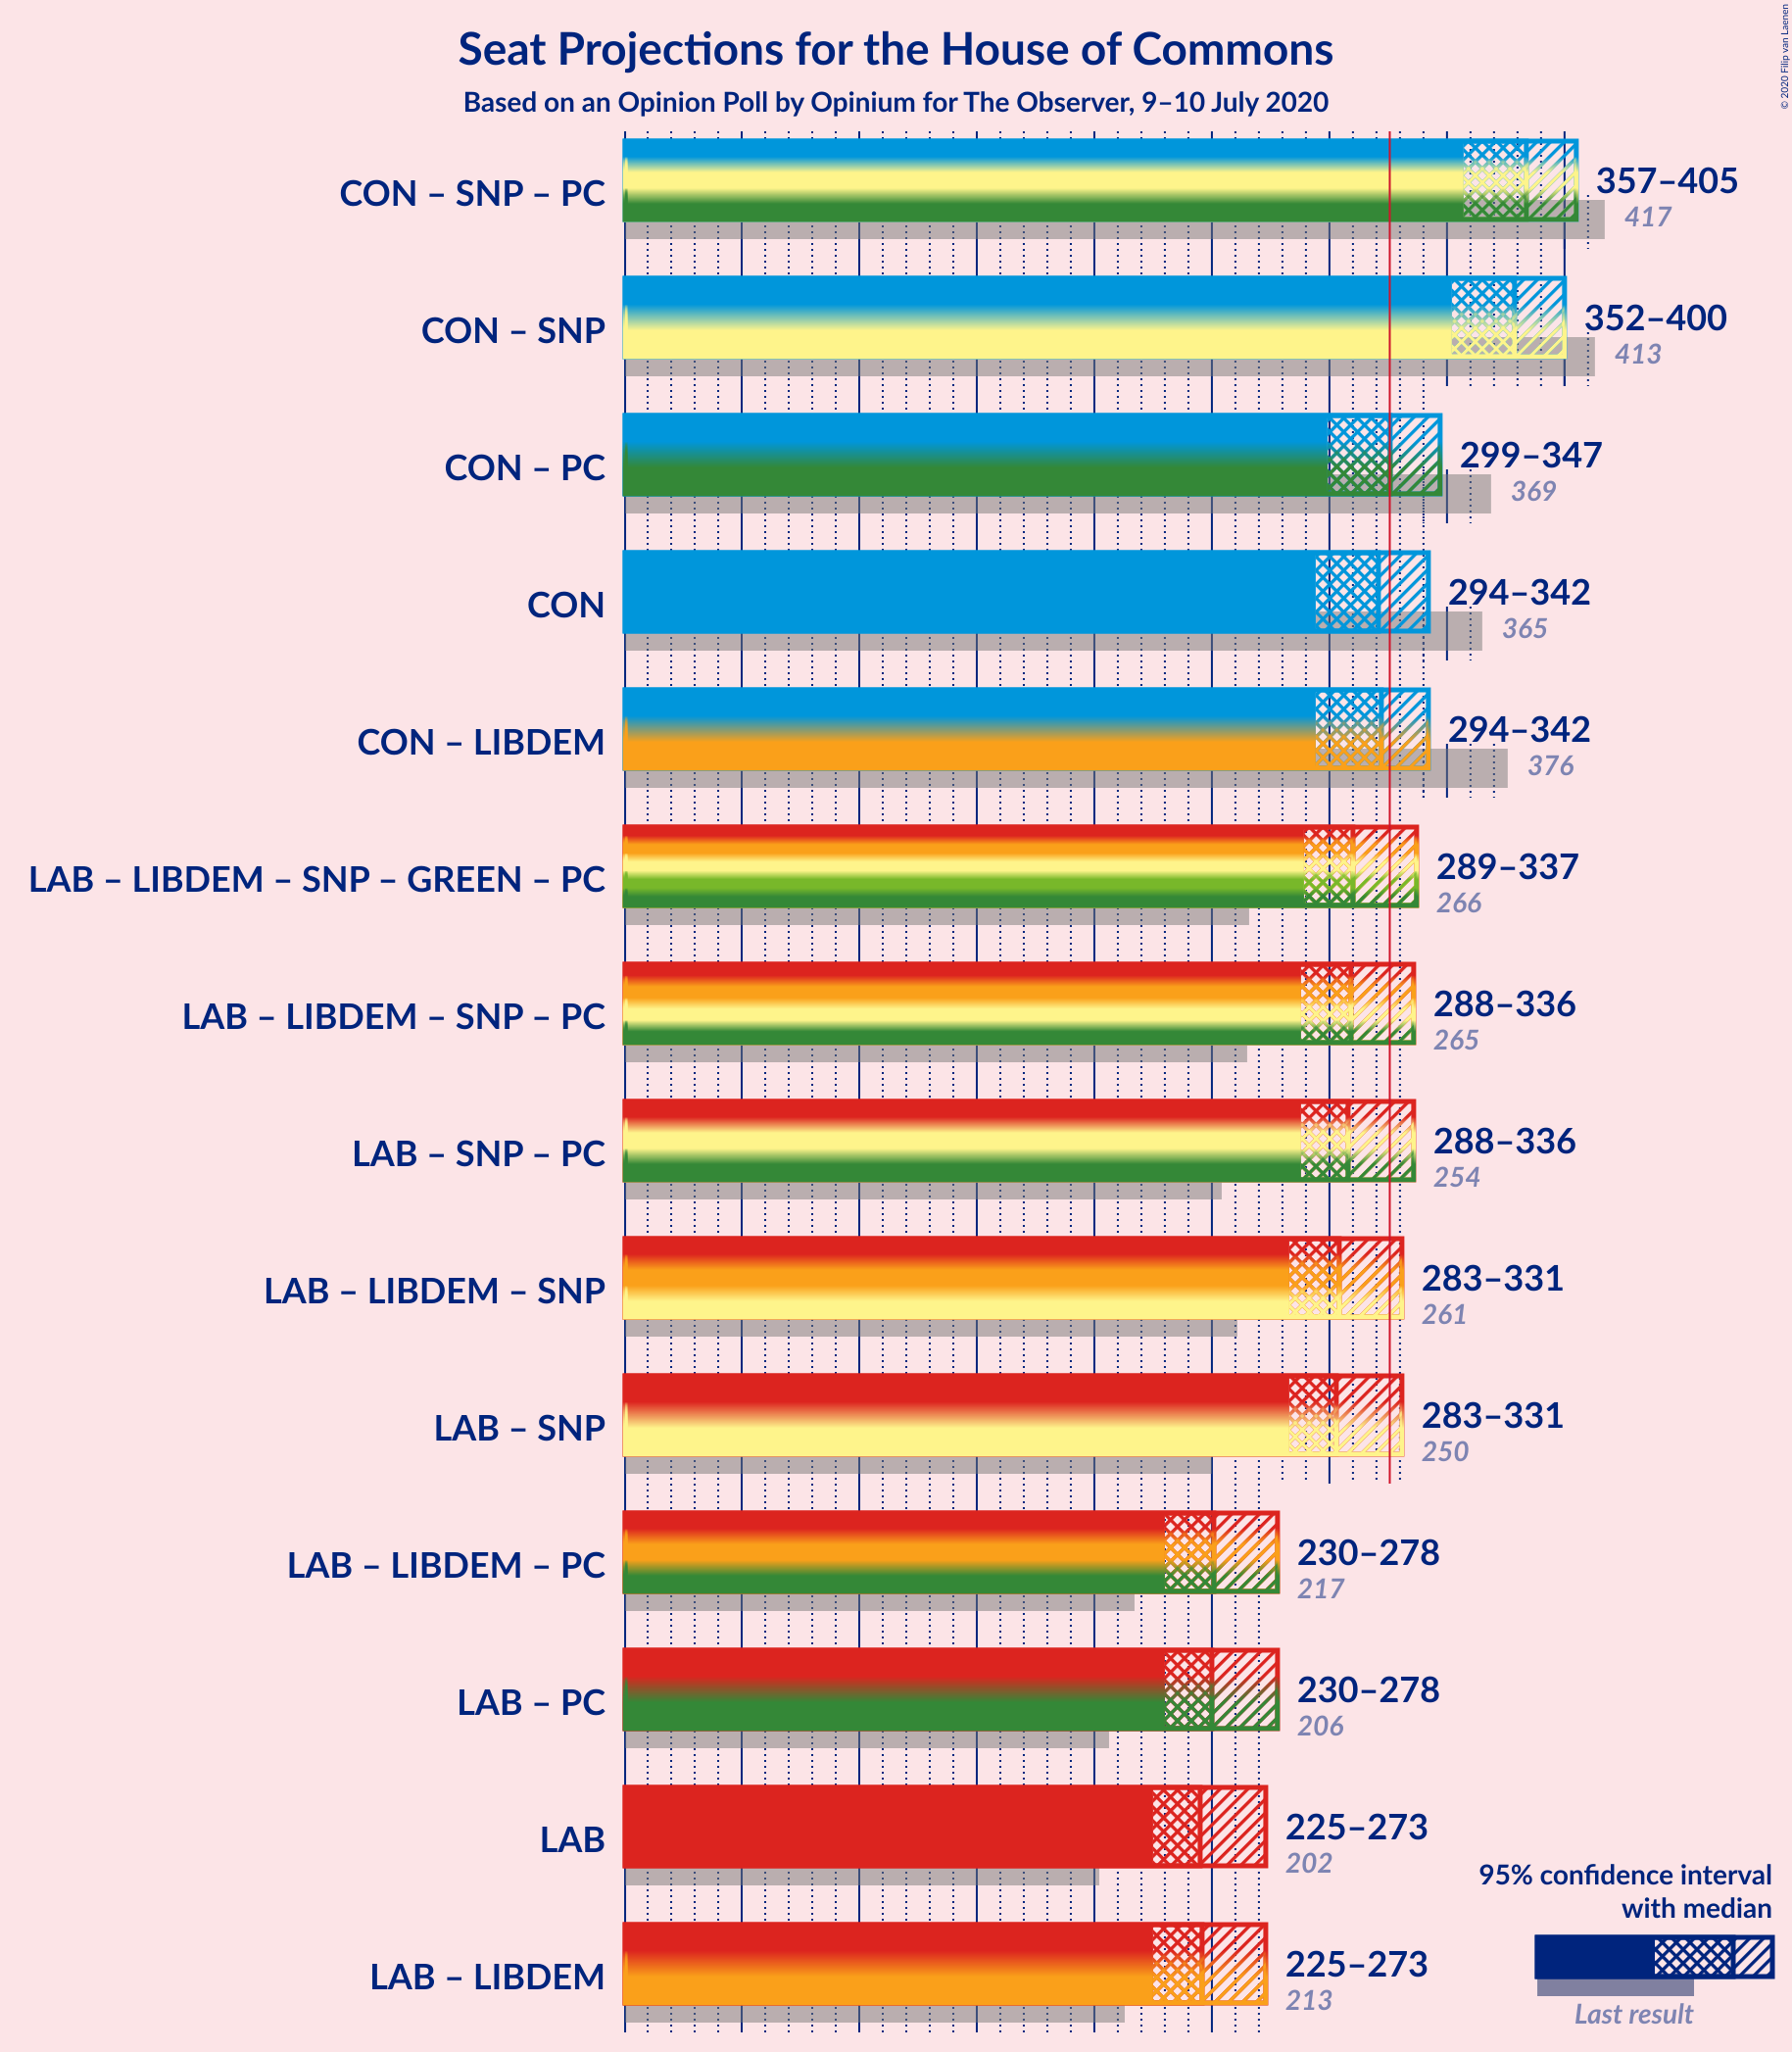 Seat Projections for the House of Commons
Based on an Opinion Poll by Opinium for The Observer, 9–10 July 2020
© 2020 Filip van Laenen
CON – SNP – PC
357–405
417
CON – SNP
352–400
413
CON – PC
299–347
369
CON
294–342
365
CON – LIBDEM
294–342
376
LAB – LIBDEM – SNP – GREEN – PC
289–337
266
LAB – LIBDEM – SNP – PC
288–336
265
LAB – SNP – PC
288–336
254
LAB – LIBDEM – SNP
283–331
261
LAB – SNP
283–331
250
LAB – LIBDEM – PC
230–278
217
LAB – PC
230–278
206
LAB
225–273
202
LAB – LIBDEM
225–273
213
95% confidence interval
with median
Last result